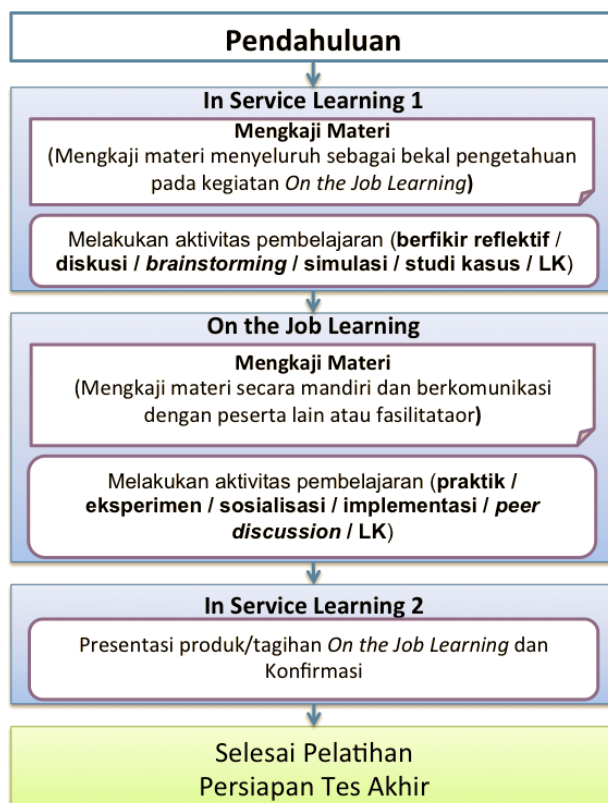 Pendahuluan
In Service Learning 1
Mengkaji Materi
(Mengkaji materi menyeluruh sebagai bekal pengetahuan
pada kegiatan On the Job Learning)
Melakukan aktivitas pembelajaran (berfikir reflektif /
diskusi / brainstorming / simulasi / studi kasus / LK)
On the Job Learning
Mengkaji Materi
(Mengkaji materi secara mandiri dan berkomunikasi
dengan peserta lain atau fasilitataor)
Melakukan aktivitas pembelajaran (praktik /
eksperimen / sosialisasi / implementasi / peer
discussion / LK)
In Service Learning 2
Presentasi produk/tagihan On the Job Learning dan
Konfirmasi
Selesai Pelatihan
Persiapan Tes Akhir